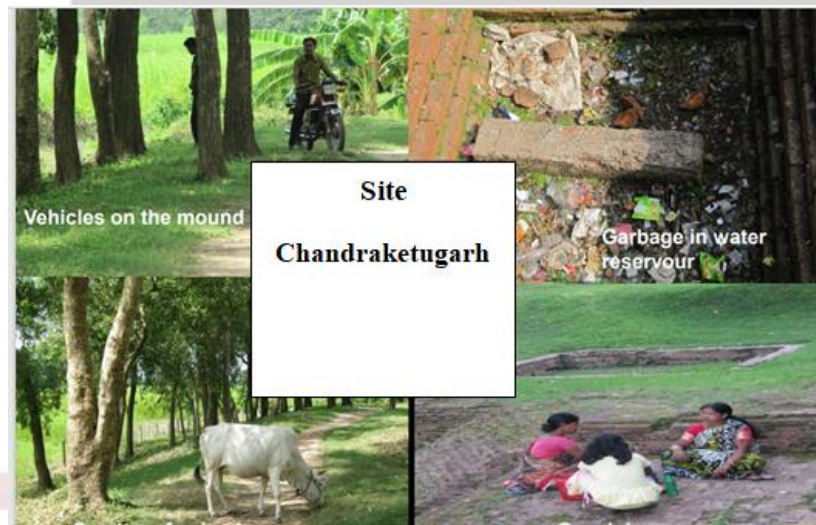 Site
Chandraketugarh
Vehicles on the mound
Garbage in water
reservour